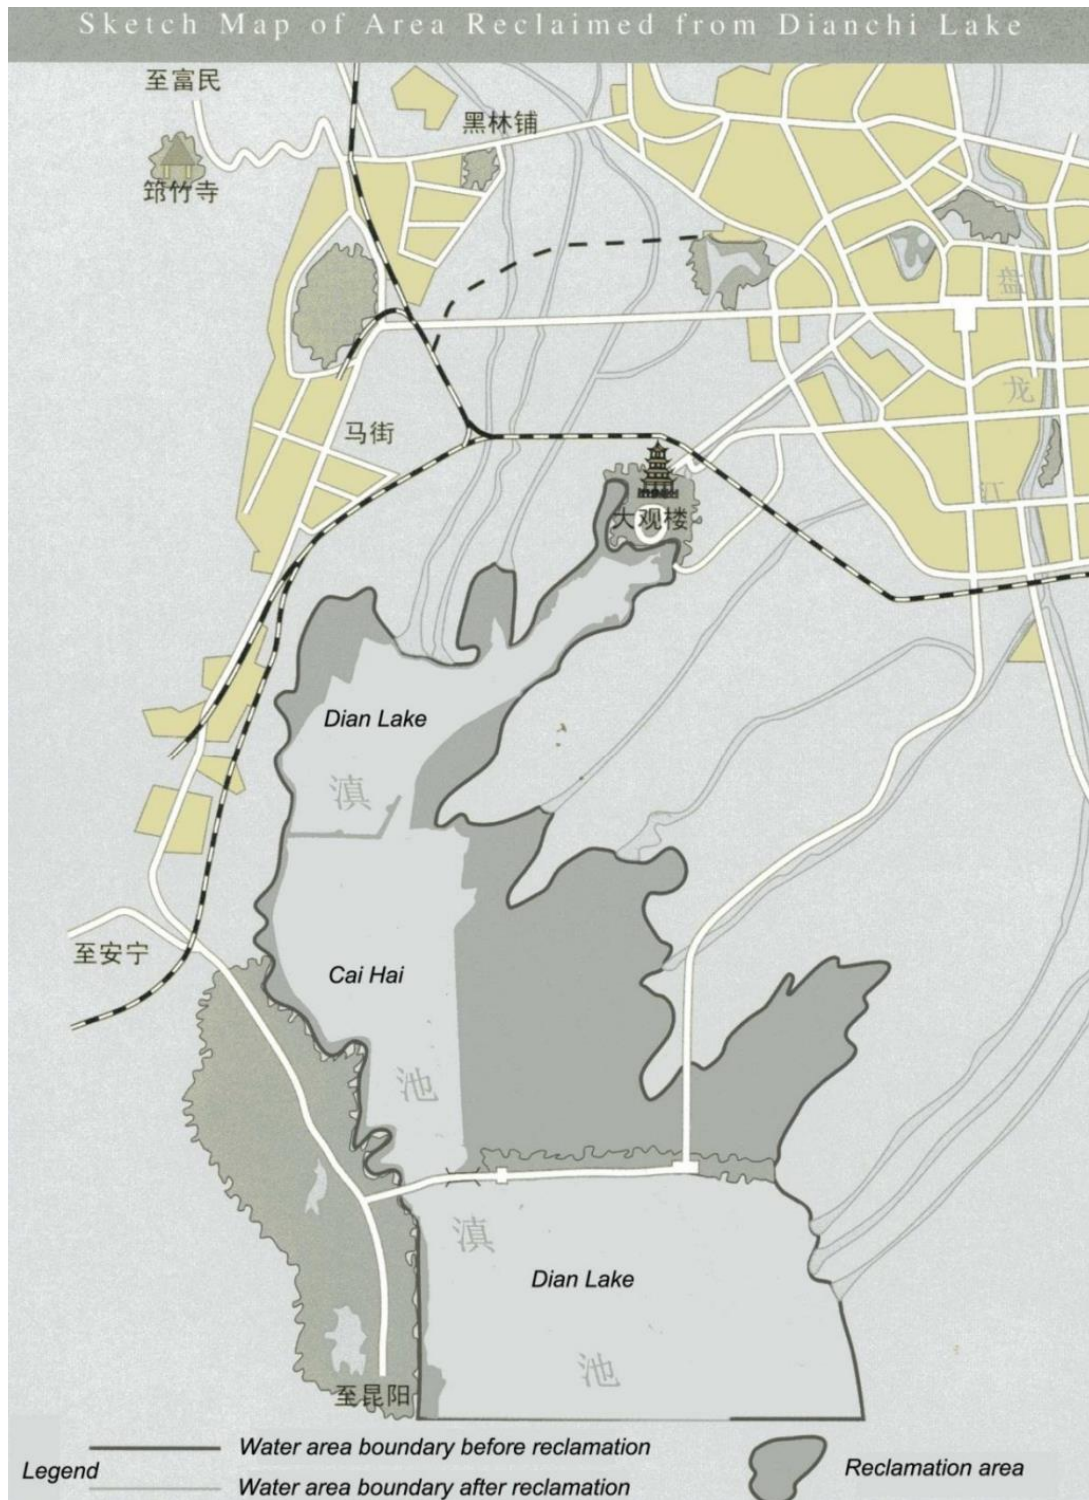 Sketch Map of Area Reclaimed from Dianchi Lake
至富民
黑林铺
筇竹寺
盘
龙
江
马街
大观楼
Dian Lake
滇
至安宁
Cai Hai
池
滇
Dian Lake
池
至昆阳
Legend
Water area boundary before reclamation
Water area boundary after reclamation
Reclamation area